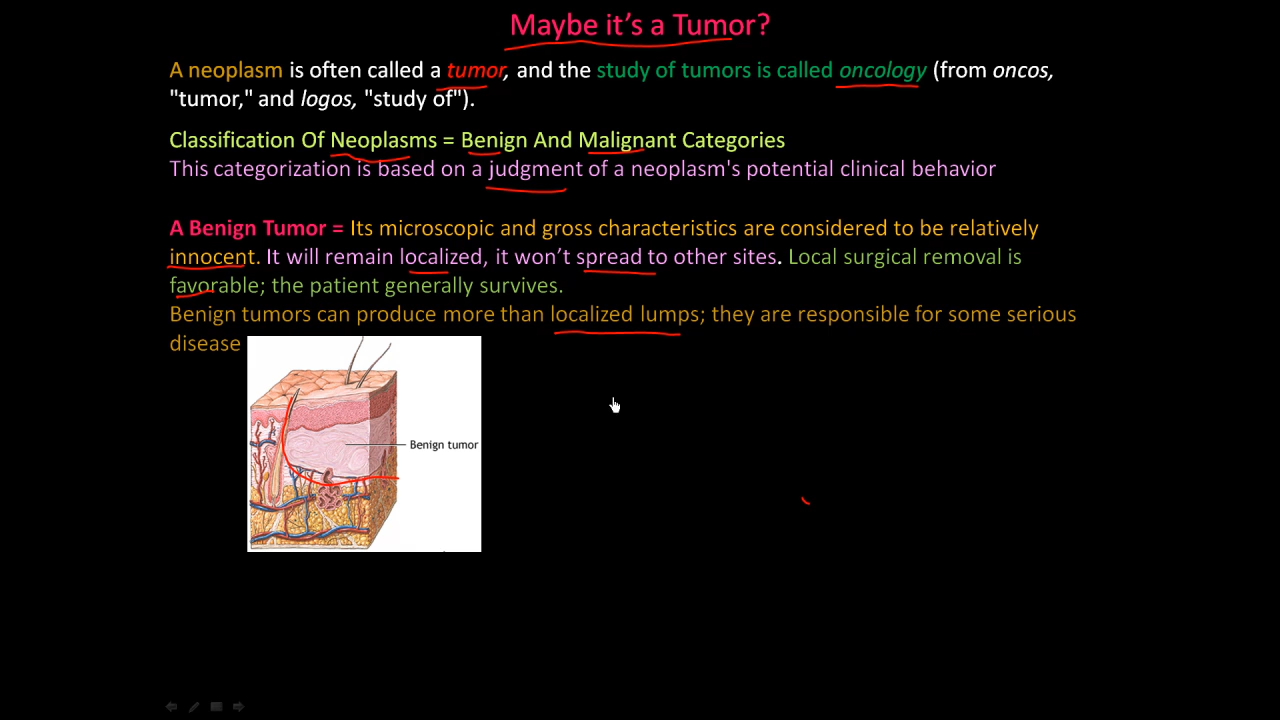 Maybe it’s a Tumor?
A neoplasm is often called a tumor, and the study of tumors is called oncology (from oncos,
"tumor," and logos, "study of").
Classification Of Neoplasms = Benign And Malignant Categories
This categorization is based on a judgment of a neoplasm's potential clinical behavior
A Benign Tumor = Its microscopic and gross characteristics are considered to be relatively
innocent. It will remain localized, it won’t spread to other sites. Local surgical removal is
favorable; the patient generally survives.
Benign tumors can produce more than localized lumps; they are responsible for some serious
disease
Benign tumor